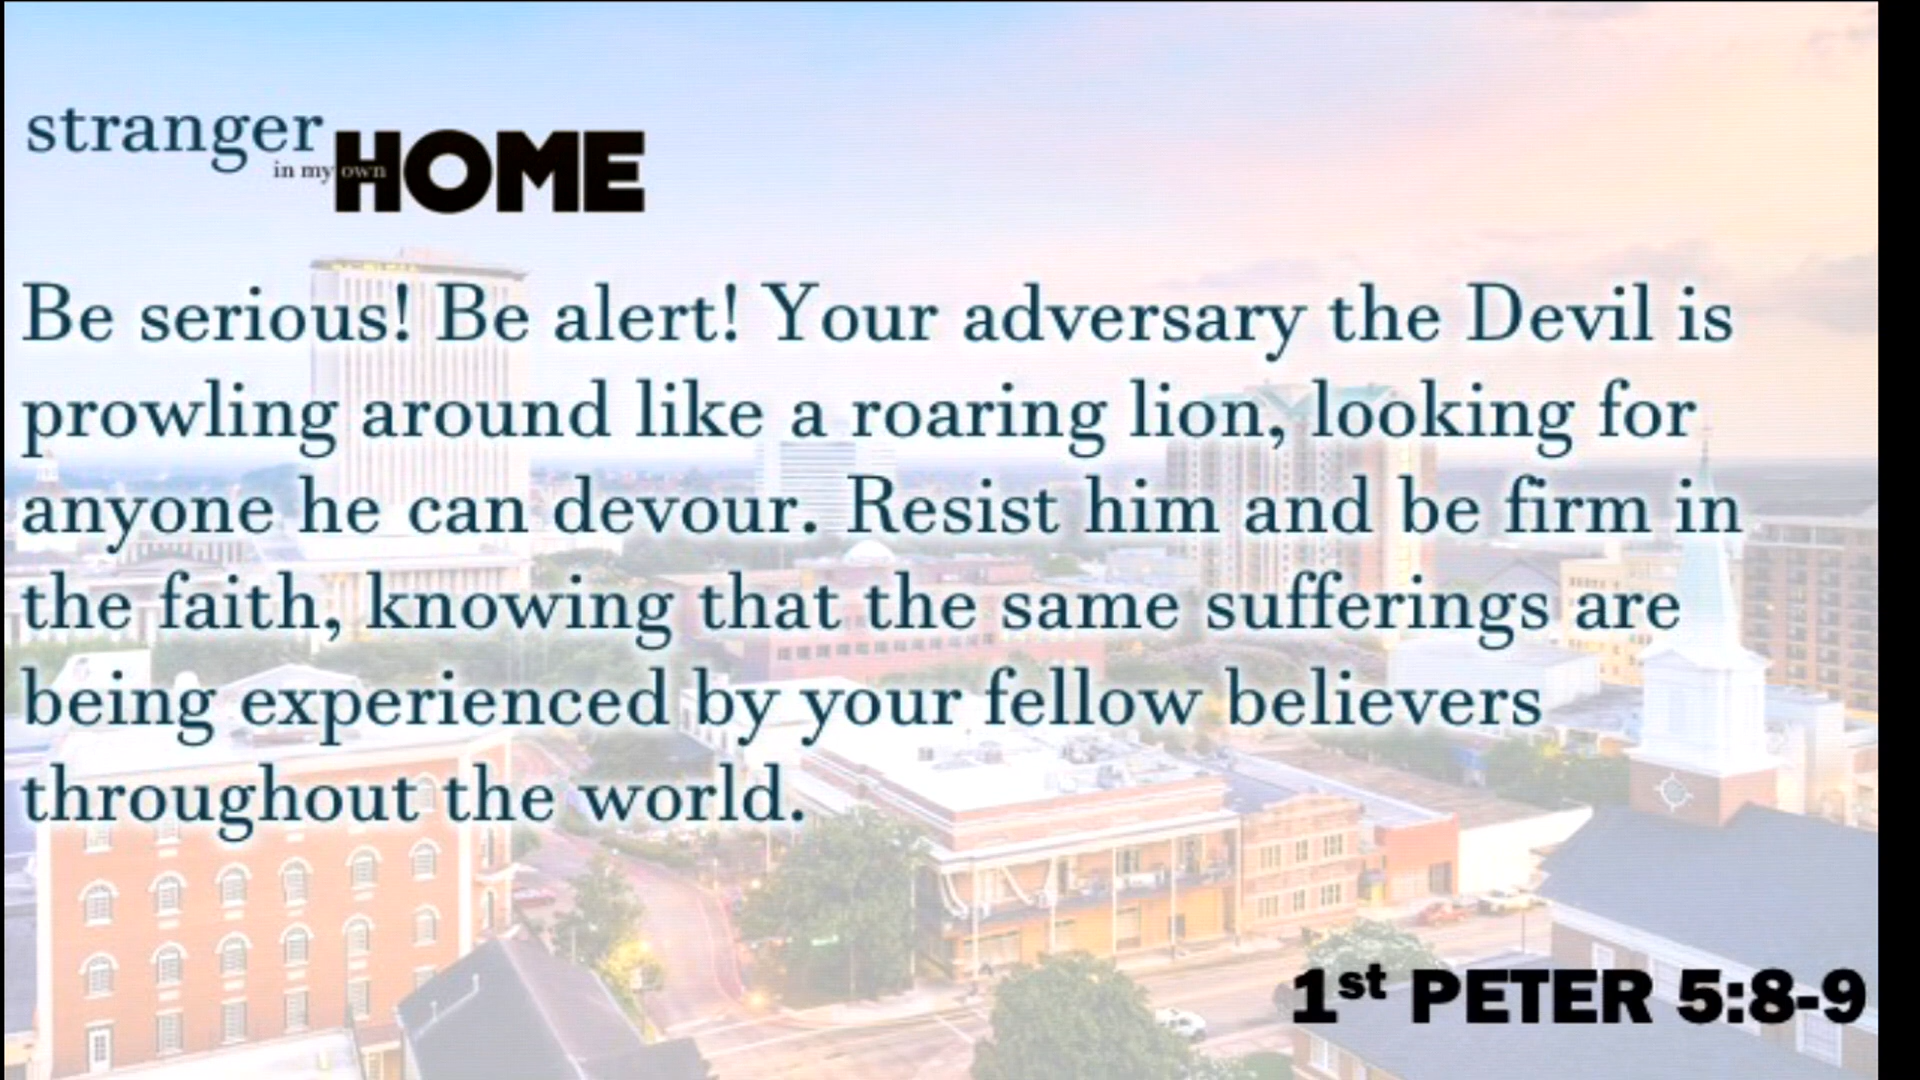 stranger
in my own HOME
Be serious! Be alert! Your adversary the Devil is
prowling around like a roaring lion, looking for
anyone he can devour. Resist him and be firm in
the faith, knowing that the same sufferings are
being experienced by your fellow believers
throughout the world.
1st PETER 5:8-9